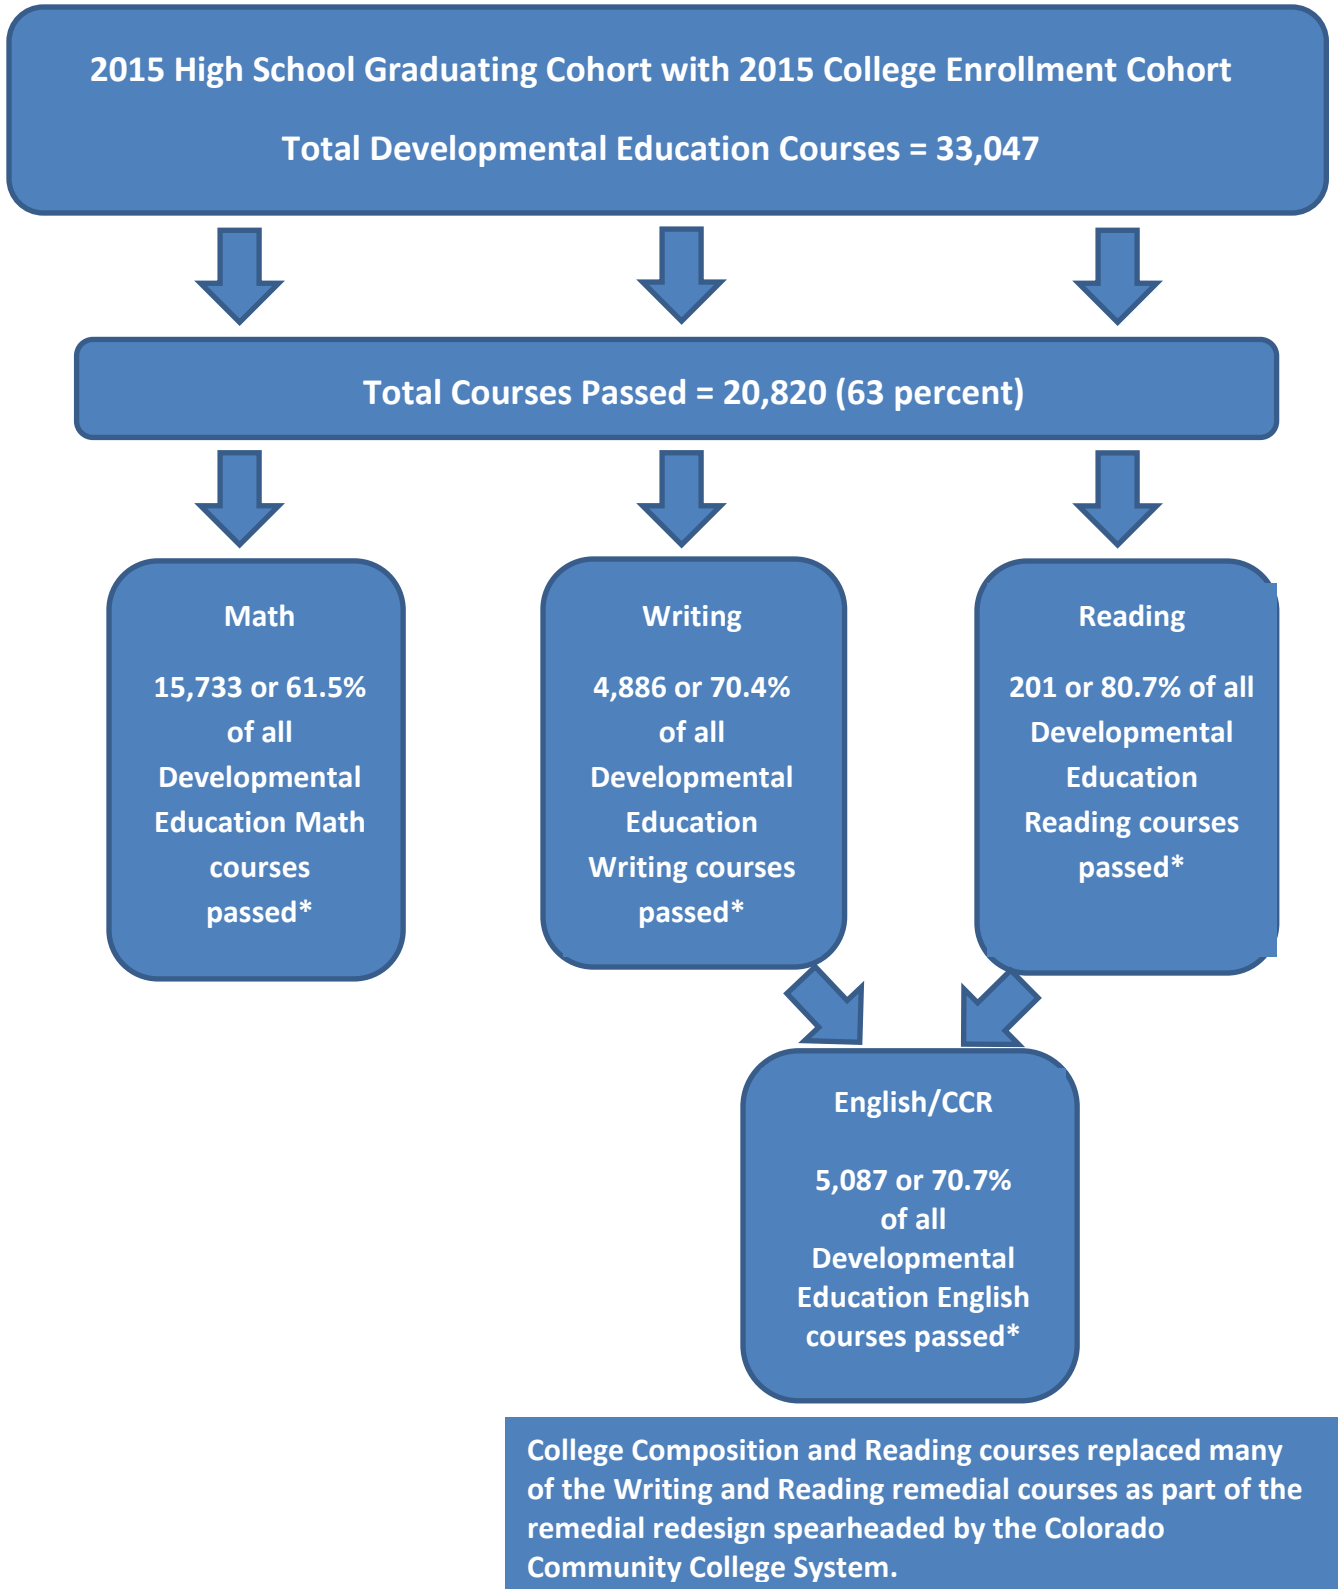 2015 High School Graduating Cohort with 2015 College Enrollment Cohort
Total Developmental Education Courses = 33,047
Total Courses Passed = 20,820 (63 percent)
Math
15,733 or 61.5%
of all
Developmental
Education Math
courses
passed*
Writing
4,886 or 70.4%
of all
Developmental
Education
Writing courses
passed*
Reading
201 or 80.7% of all
Developmental
Education
Reading courses
passed*
English/CCR
5,087 or 70.7%
of all
Developmental
Education English
courses passed*
College Composition and Reading courses replaced many
of the Writing and Reading remedial courses as part of the
remedial redesign spearheaded by the Colorado
Community College System.